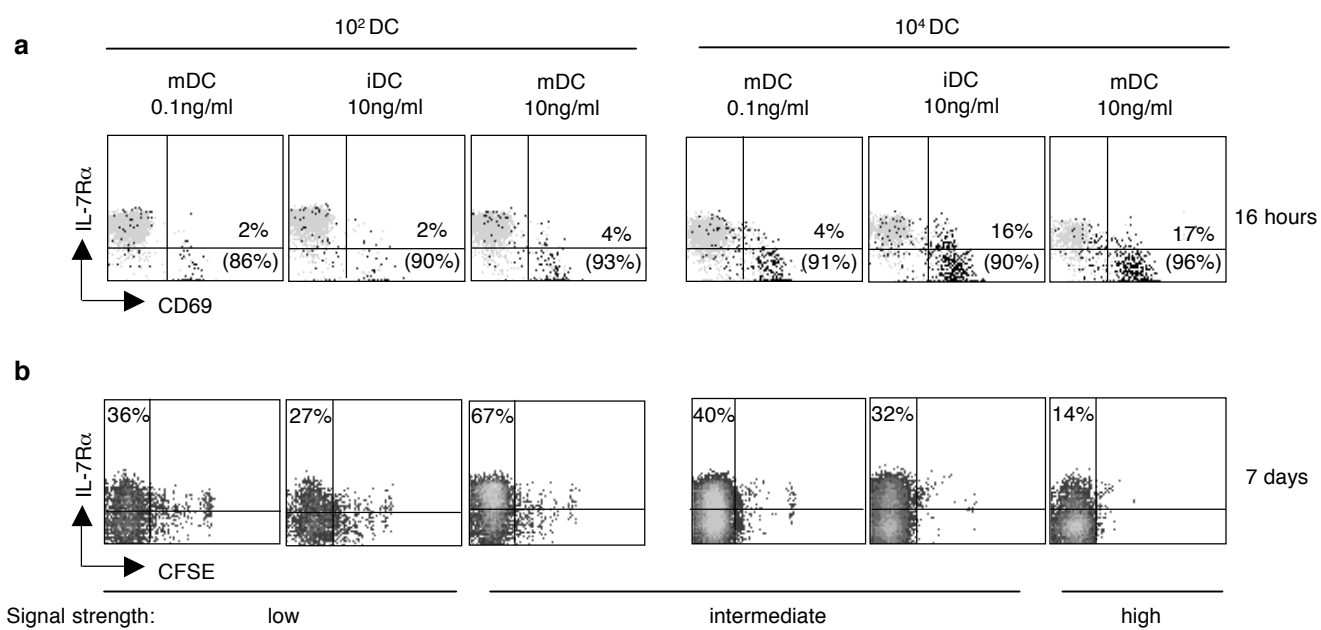 a
10² DC
10⁴ DC
mDC
0.1ng/ml
iDC
10ng/ml
mDC
10ng/ml
mDC
0.1ng/ml
iDC
10ng/ml
mDC
10ng/ml
IL-7Rα
2%
(86%)
2%
(90%)
4%
(93%)
4%
(91%)
16%
(90%)
17%
(96%)
16 hours
CD69
b
IL-7Rα
36%
27%
67%
40%
32%
14%
7 days
CFSE
Signal strength: low intermediate high